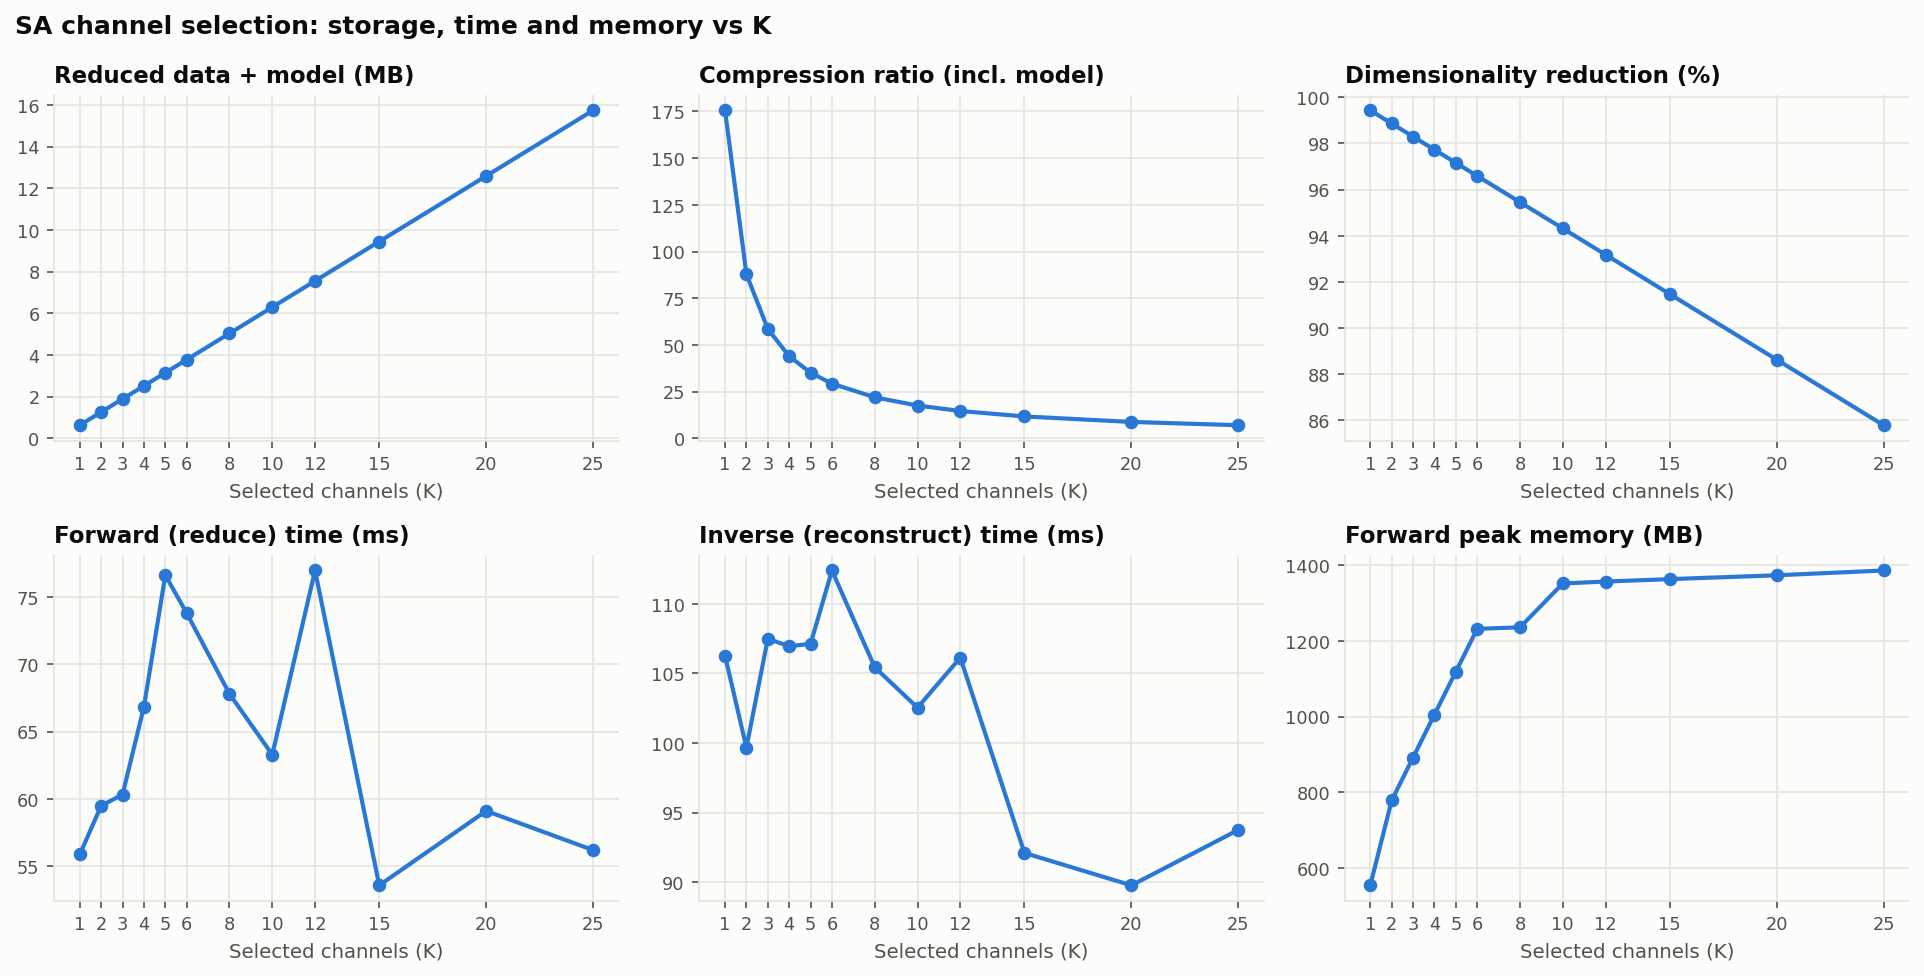 SA channel selection: storage, time and memory vs K
Reduced data + model (MB)
16
14
12
10
8
6
4
2
0
1 2 3 4 5 6 8 10 12 15 20 25
Selected channels (K)
Compression ratio (incl. model)
175
150
125
100
75
50
25
0
1 2 3 4 5 6 8 10 12 15 20 25
Selected channels (K)
Dimensionality reduction (%)
100
98
96
94
92
90
88
86
1 2 3 4 5 6 8 10 12 15 20 25
Selected channels (K)
Forward (reduce) time (ms)
75
70
65
60
55
1 2 3 4 5 6 8 10 12 15 20 25
Selected channels (K)
Inverse (reconstruct) time (ms)
110
105
100
95
90
1 2 3 4 5 6 8 10 12 15 20 25
Selected channels (K)
Forward peak memory (MB)
1400
1200
1000
800
600
1 2 3 4 5 6 8 10 12 15 20 25
Selected channels (K)